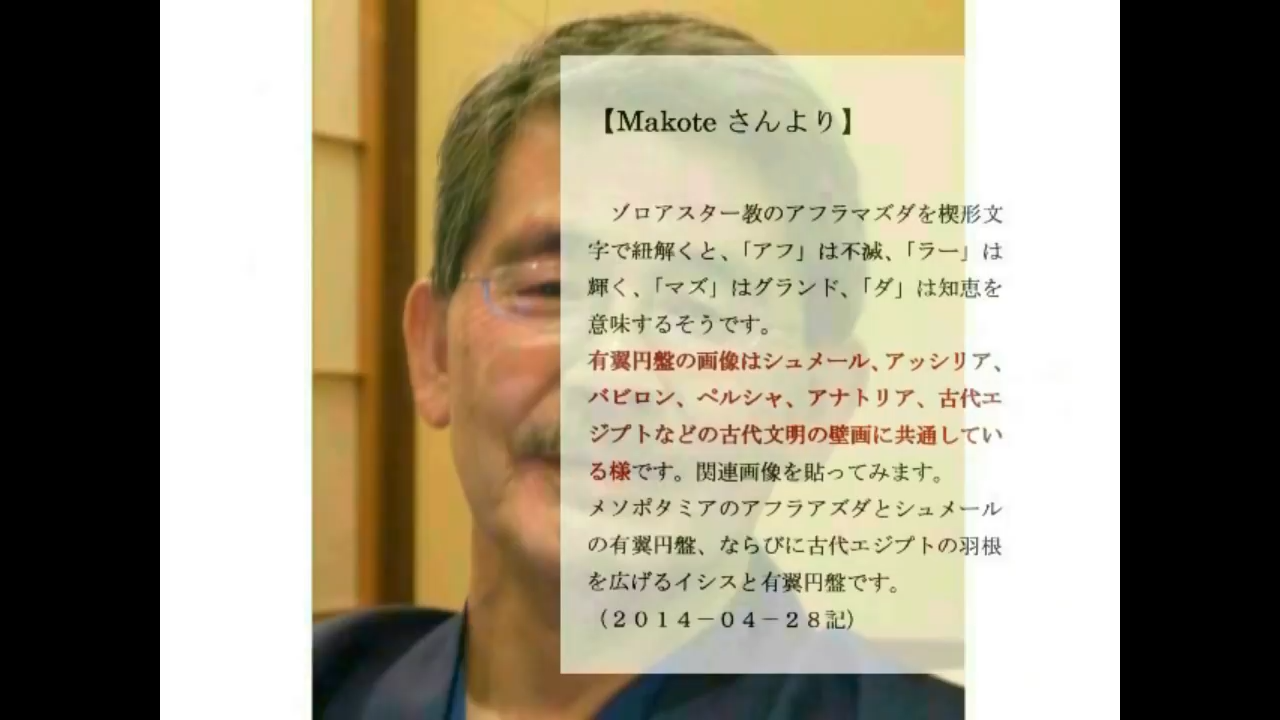 【Makote さんより】
ゾロアスター教のアフラマズダを楔形文
字で紐解くと、「アフ」は不滅、「ラー」は
輝く、「マズ」はグランド、「ダ」は知恵を
意味するそうです。
有翼円盤の画像はシュメール、アッシリア、
バビロン、ペルシャ、アナトリア、古代エ
ジプトなどの古代文明の壁画に共通してい
る様です。関連画像を貼ってみます。
メソポタミアのアフラアズダとシュメール
の有翼円盤、ならびに古代エジプトの羽根
を広げるイシスと有翼円盤です。
（２０１４－０４－２８記）